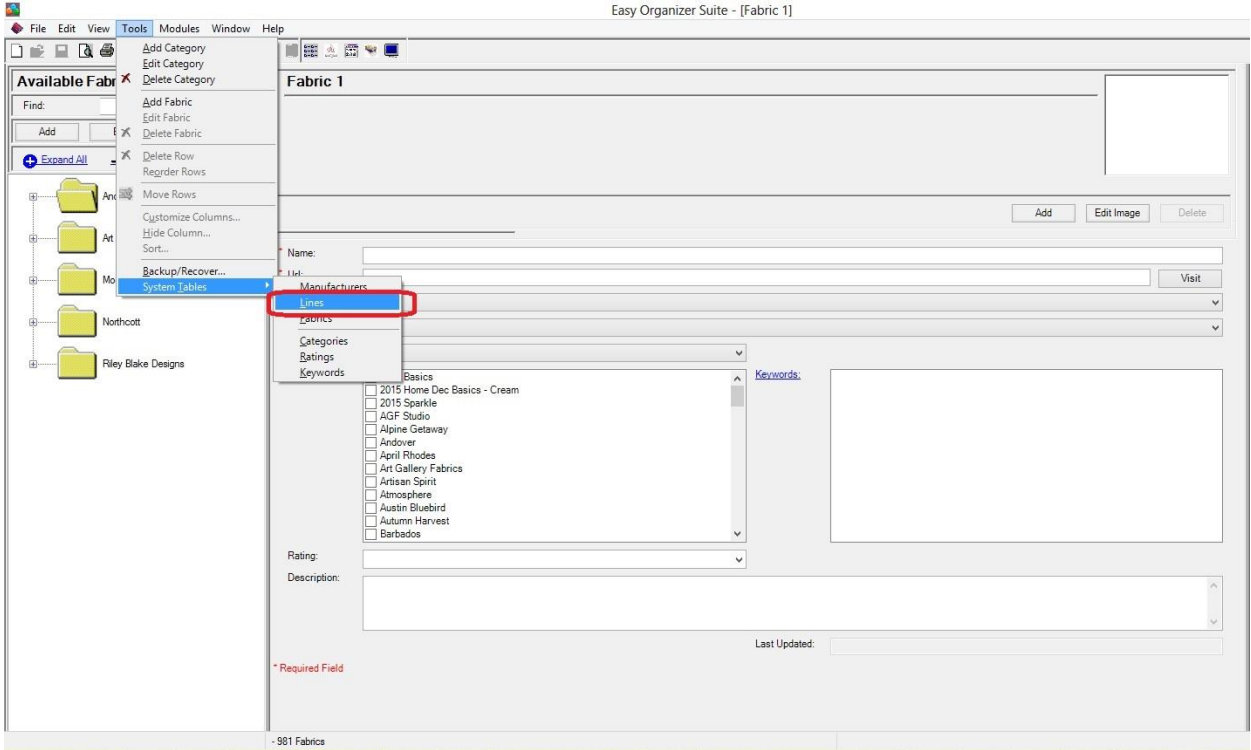 Easy Organizer Suite - [Fabric 1]
File Edit View Tools Modules Window Help
Add Category
Edit Category
Delete Category
Add Fabric
Edit Fabric
Delete Fabric
Delete Row
Reorder Rows
Move Rows
Customize Columns...
Hide Column...
Sort...
Backup/Recover...
System Tables
Manufacturers
Lines
Fabrics
Categories
Ratings
Keywords
Available Fabr
Find:
Add E
Expand All
And
Art
Mo
Northcott
Riley Blake Designs
Fabric 1
Add Edit Image Delete
* Name:
* Url:
Visit
Basics
2015 Home Dec Basics - Cream
2015 Sparkle
AGF Studio
Alpine Getaway
Andover
April Rhodes
Art Gallery Fabrics
Artisan Spirit
Atmosphere
Austin Bluebird
Autumn Harvest
Barbados
Keywords:
Rating:
Description:
Last Updated:
* Required Field
- 981 Fabrics